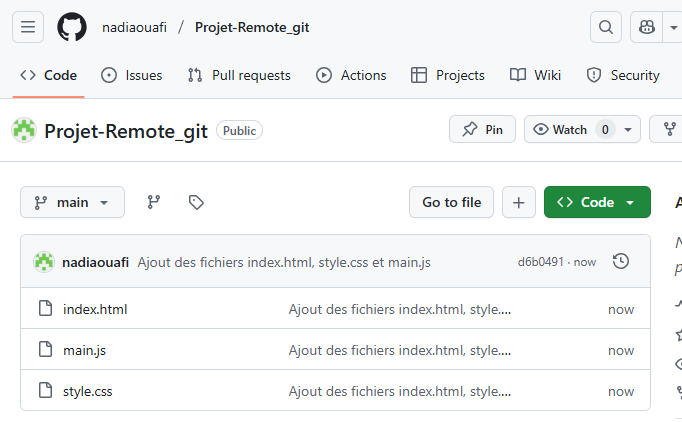 nadiaouafi / Projet-Remote_git
Code Issues Pull requests Actions Projects Wiki Security
Projet-Remote_git Public Pin Watch 0
main Go to file + Code
nadiaouafi Ajout des fichiers index.html, style.css et main.js d6b0491 · now
index.html Ajout des fichiers index.html, style.... now
main.js Ajout des fichiers index.html, style.... now
style.css Ajout des fichiers index.html, style.... now